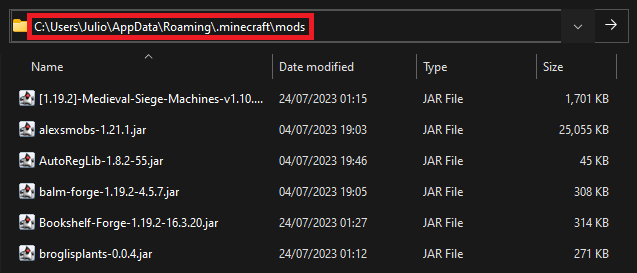 C:\Users\Julio\AppData\Roaming\.minecraft\mods
Name Date modified Type Size
[1.19.2]-Medieval-Siege-Machines-v1.10.... 24/07/2023 01:15 JAR File 1,701 KB
alexsmobs-1.21.1.jar 04/07/2023 19:03 JAR File 25,055 KB
AutoRegLib-1.8.2-55.jar 04/07/2023 19:46 JAR File 45 KB
balm-forge-1.19.2-4.5.7.jar 04/07/2023 19:05 JAR File 308 KB
Bookshelf-Forge-1.19.2-16.3.20.jar 24/07/2023 01:27 JAR File 314 KB
broglisplants-0.0.4.jar 24/07/2023 01:12 JAR File 271 KB